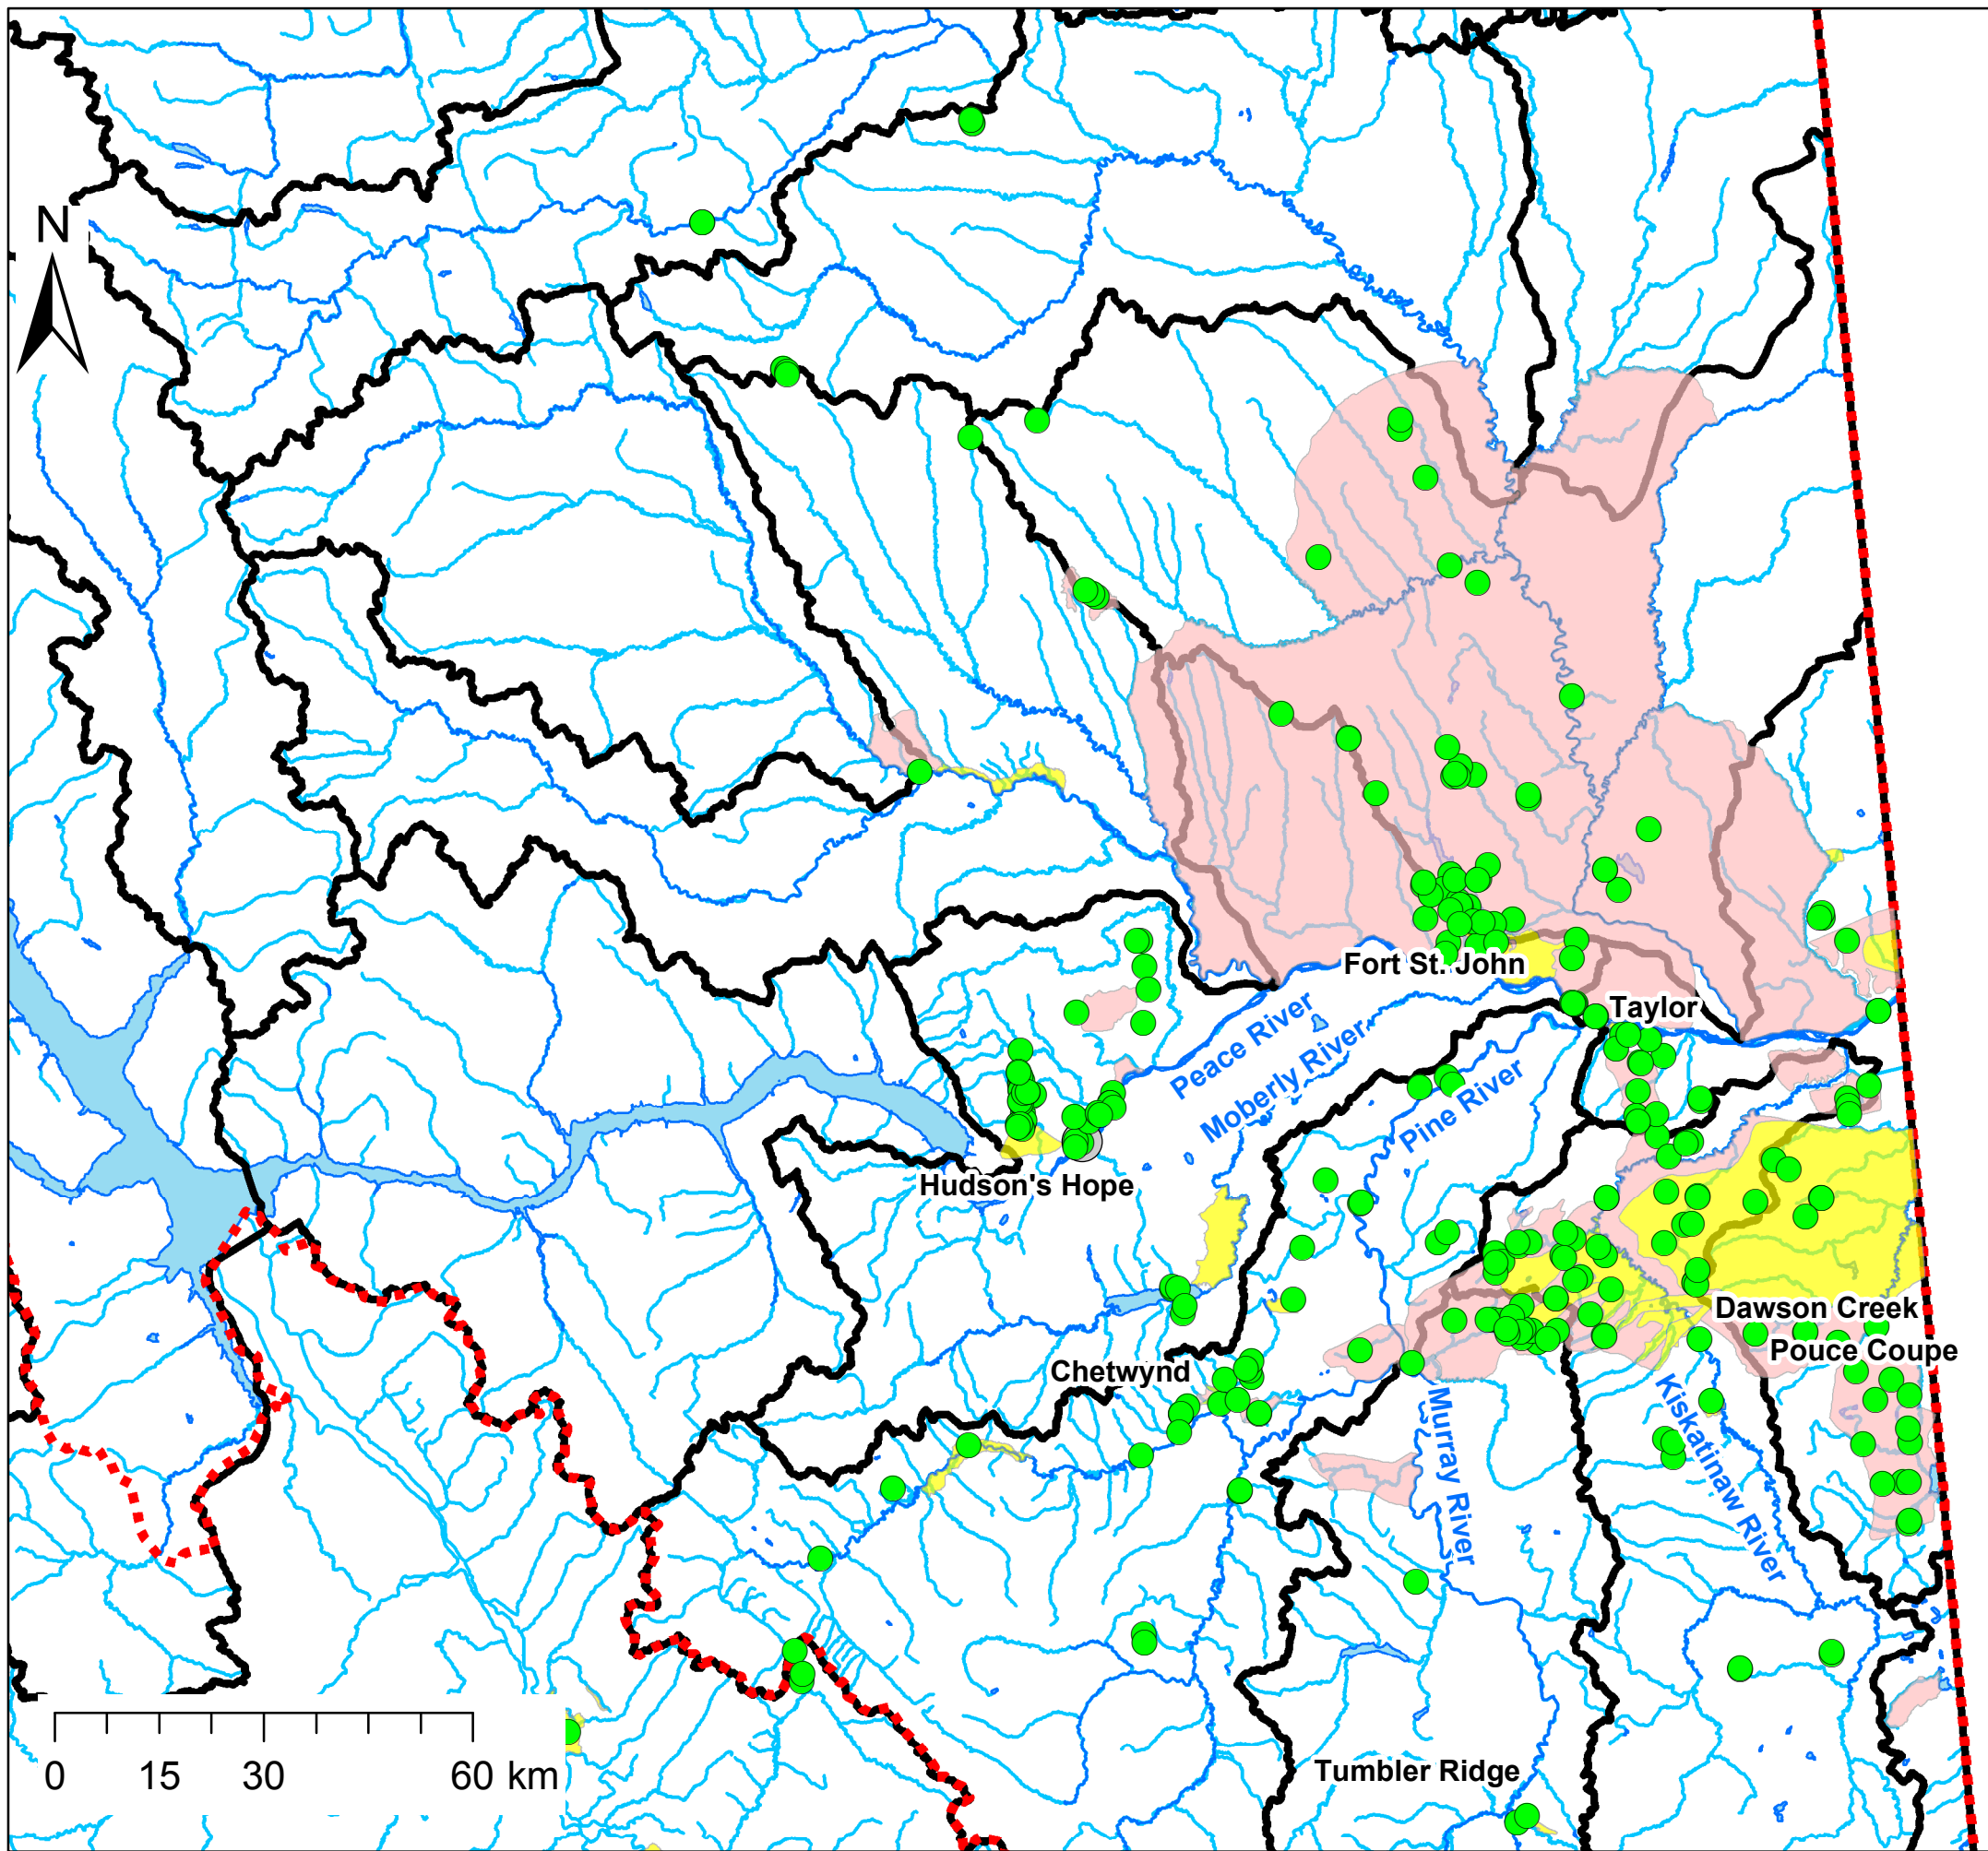 N
Fort St. John
Taylor
Peace River
Moberly River
Pine River
Hudson's Hope
Dawson Creek
Pouce Coupe
Chetwynd
Murray River
Kiskatinaw River
Tumbler Ridge
0 15 30 60 km